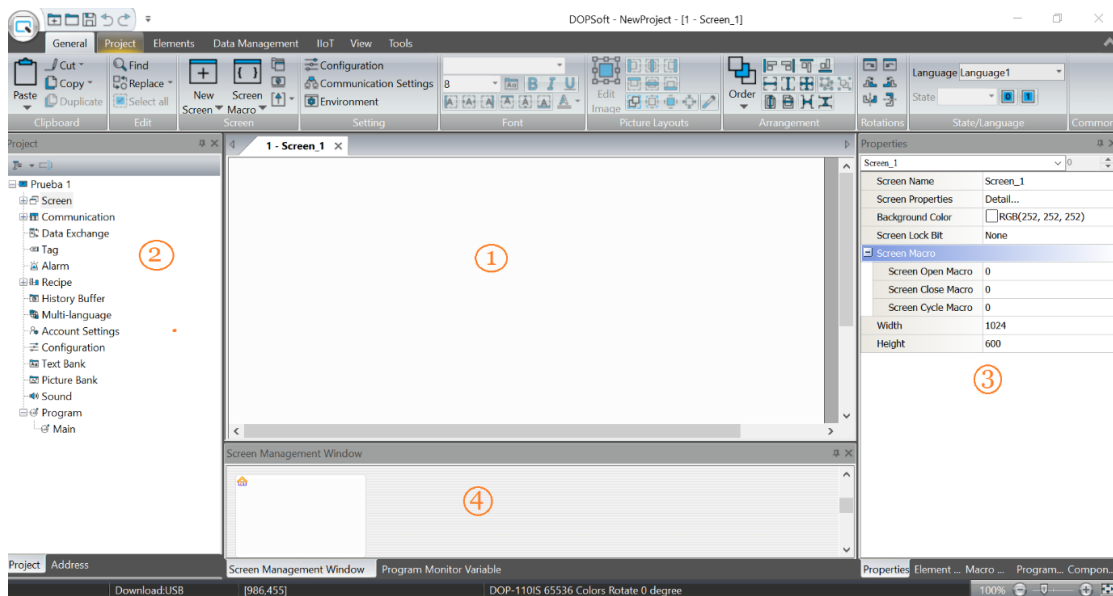 DOPSoft - NewProject - [1 - Screen_1]
General Project Elements Data Management IIoT View Tools
Paste
Cut
Copy
Duplicate
Clipboard
Find
Replace
Select all
Edit
New Screen
Screen Macro
Screen
Configuration
Communication Settings
Environment
Setting
8
B I U
A A A A A A A
Font
Edit Image
Picture Layouts
Order
Arrangement
Rotations
Language Language1
State
0 1
State/Language
Common
Project
Prueba 1
Screen
Communication
Data Exchange
Tag
Alarm
Recipe
History Buffer
Multi-language
Account Settings
Configuration
Text Bank
Picture Bank
Sound
Program
Main
2
Project Address
1 - Screen_1
1
Screen Management Window
4
Screen Management Window Program Monitor Variable
Properties
Screen_1 0
Screen Name Screen_1
Screen Properties Detail...
Background Color RGB(252, 252, 252)
Screen Lock Bit None
Screen Macro
Screen Open Macro 0
Screen Close Macro 0
Screen Cycle Macro 0
Width 1024
Height 600
3
Properties Element ... Macro ... Program... Compon...
Download:USB [986,455] DOP-110IS 65536 Colors Rotate 0 degree 100%